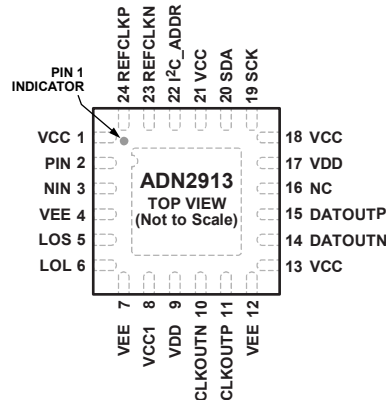 24 REFCLKP
23 REFCLKN
22 I²C_ADDR
21 VCC
20 SDA
19 SCK
PIN 1
INDICATOR
VCC 1
PIN 2
NIN 3
VEE 4
LOS 5
LOL 6
ADN2913
TOP VIEW
(Not to Scale)
18 VCC
17 VDD
16 NC
15 DATOUTP
14 DATOUTN
13 VCC
VEE 7
VCC1 8
VDD 9
CLKOUTN 10
CLKOUTP 11
VEE 12